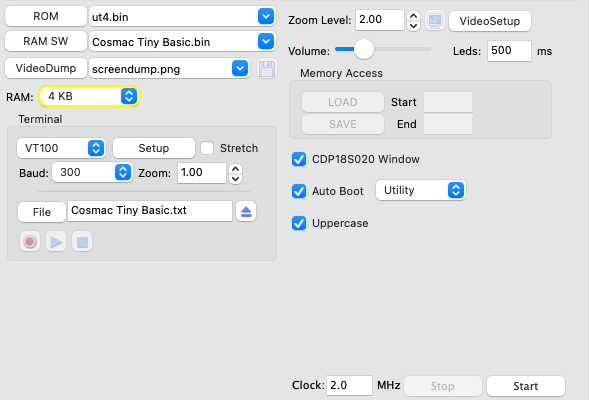 ROM ut4.bin
RAM SW Cosmac Tiny Basic.bin
VideoDump screendump.png
RAM: 4 KB
Terminal
VT100 Setup Stretch
Baud: 300 Zoom: 1.00
File Cosmac Tiny Basic.txt
Zoom Level: 2.00 VideoSetup
Volume: Leds: 500 ms
Memory Access
LOAD Start
SAVE End
CDP18S020 Window
Auto Boot Utility
Uppercase
Clock: 2.0 MHz Stop Start